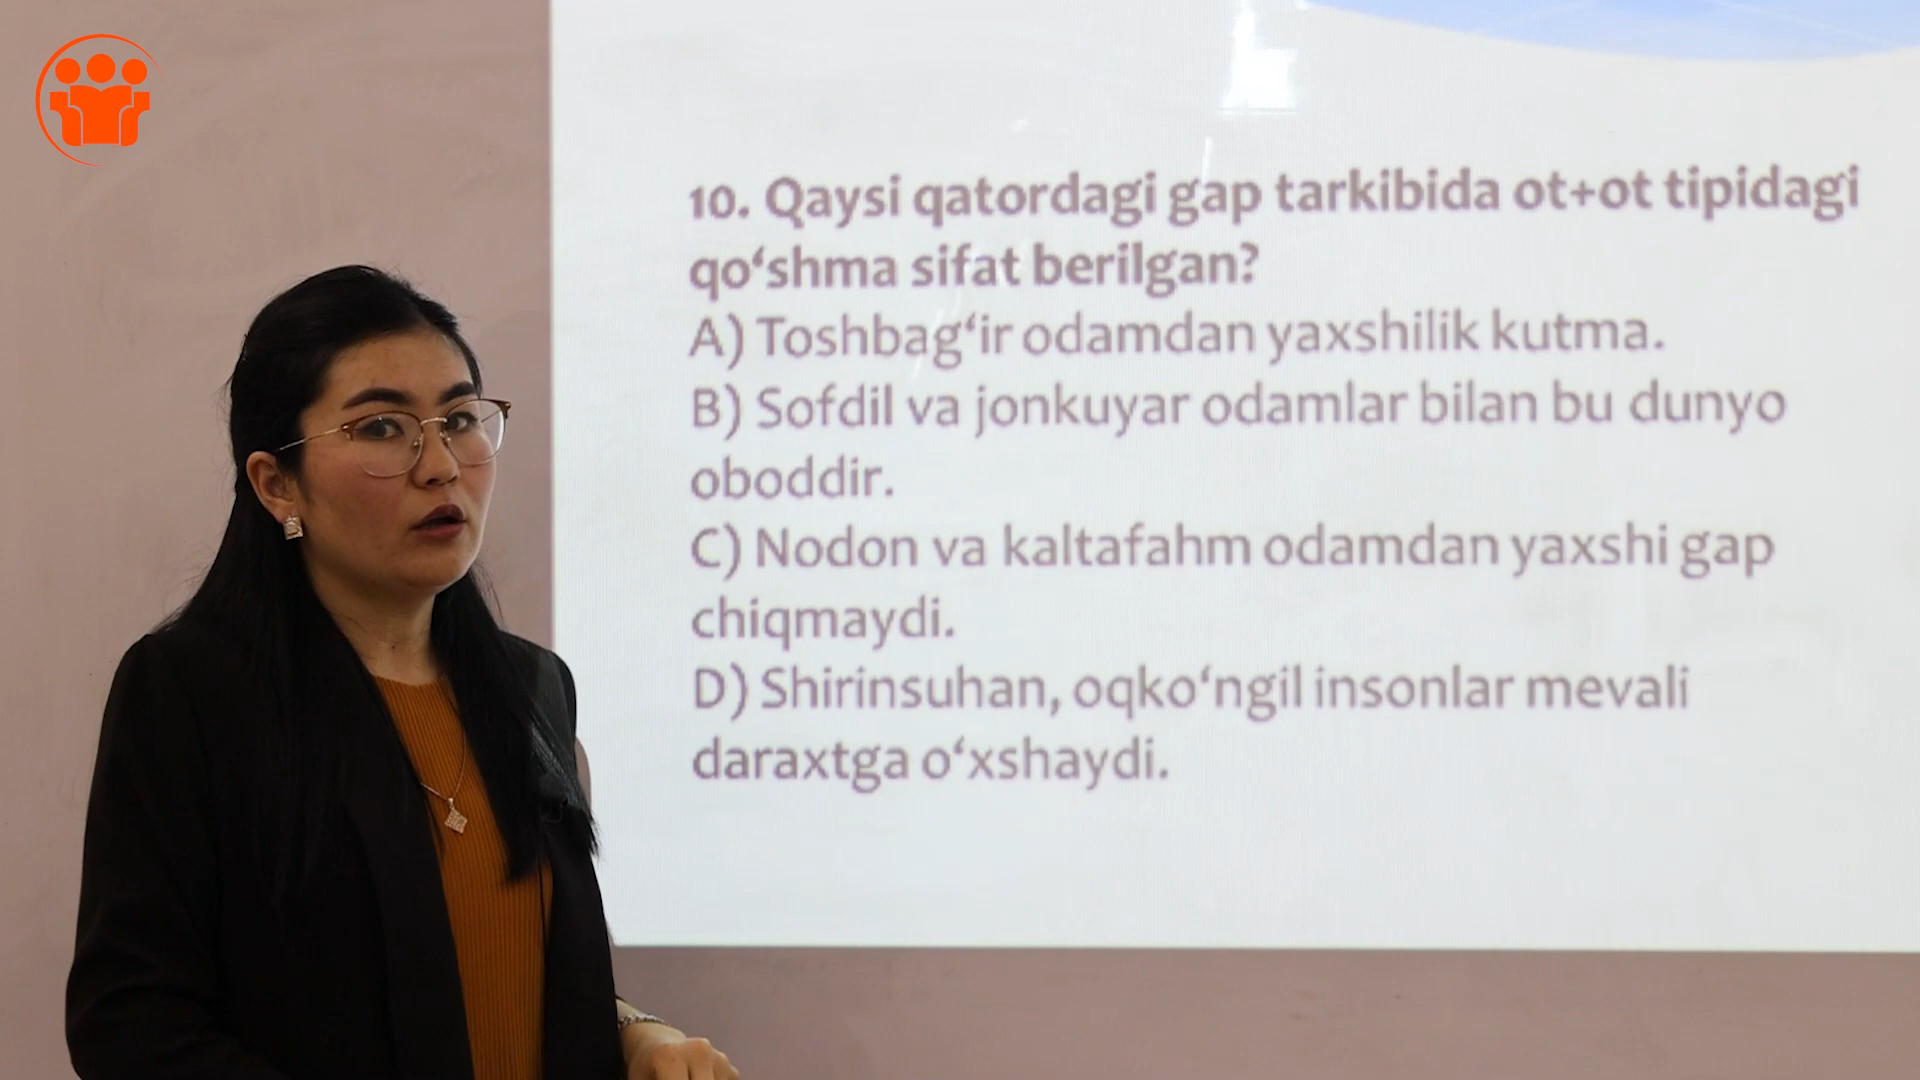 10. Qaysi qatordagi gap tarkibida ot+ot tipidagi
qo‘shma sifat berilgan?
A) Toshbag‘ir odamdan yaxshilik kutma.
B) Sofdil va jonkuyar odamlar bilan bu dunyo
oboddir.
C) Nodon va kaltafahm odamdan yaxshi gap
chiqmaydi.
D) Shirinsuhan, oqko‘ngil insonlar mevali
daraxtga o‘xshaydi.